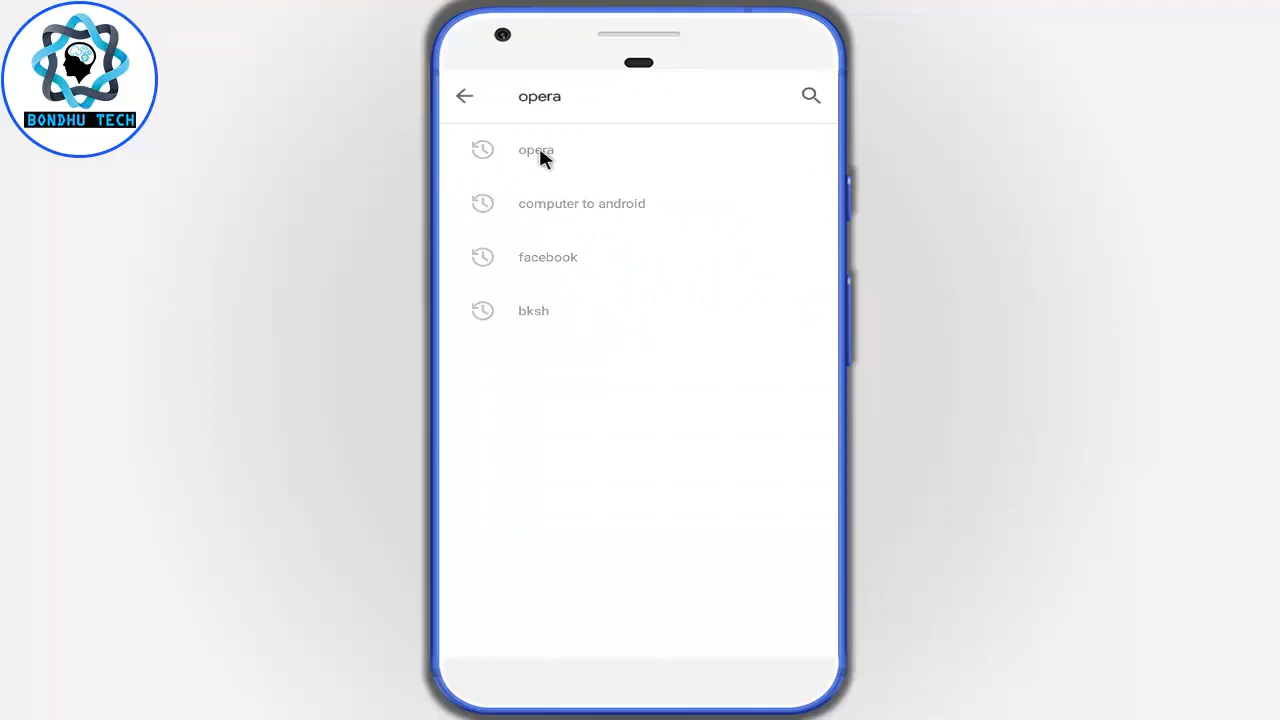 BONDHU TECH
opera
opera
computer to android
facebook
bksh